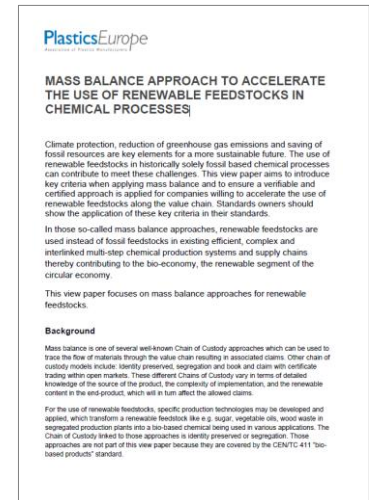 PlasticsEurope
Association of Plastics Manufacturers
MASS BALANCE APPROACH TO ACCELERATE
THE USE OF RENEWABLE FEEDSTOCKS IN
CHEMICAL PROCESSES
Climate protection, reduction of greenhouse gas emissions and saving of
fossil resources are key elements for a more sustainable future. The use of
renewable feedstocks in historically solely fossil based chemical processes
can contribute to meet these challenges. This view paper aims to introduce
key criteria when applying mass balance and to ensure a verifiable and
certified approach is applied for companies willing to accelerate the use of
renewable feedstocks along the value chain. Standards owners should
show the application of these key criteria in their standards.
In those so-called mass balance approaches, renewable feedstocks are
used instead of fossil feedstocks in existing efficient, complex and
interlinked multi-step chemical production systems and supply chains
thereby contributing to the bio-economy, the renewable segment of the
circular economy.
This view paper focuses on mass balance approaches for renewable
feedstocks.
Background
Mass balance is one of several well-known Chain of Custody approaches which can be used to
trace the flow of materials through the value chain resulting in associated claims. Other chain of
custody models include: Identity preserved, segregation and book and claim with certificate
trading within open markets. These different Chains of Custody vary in terms of detailed
knowledge of the source of the product, the complexity of implementation, and the renewable
content in the end-product, which will in turn affect the allowed claims.
For the use of renewable feedstocks, specific production technologies may be developed and
applied, which transform a renewable feedstock like e.g. sugar, vegetable oils, wood waste in
segregated production plants into a bio-based chemical being used in various applications. The
Chain of Custody linked to those approaches is identity preserved or segregation. Those
approaches are not part of this view paper because they are covered by the CEN/TC 411 "bio-
based products" standard.